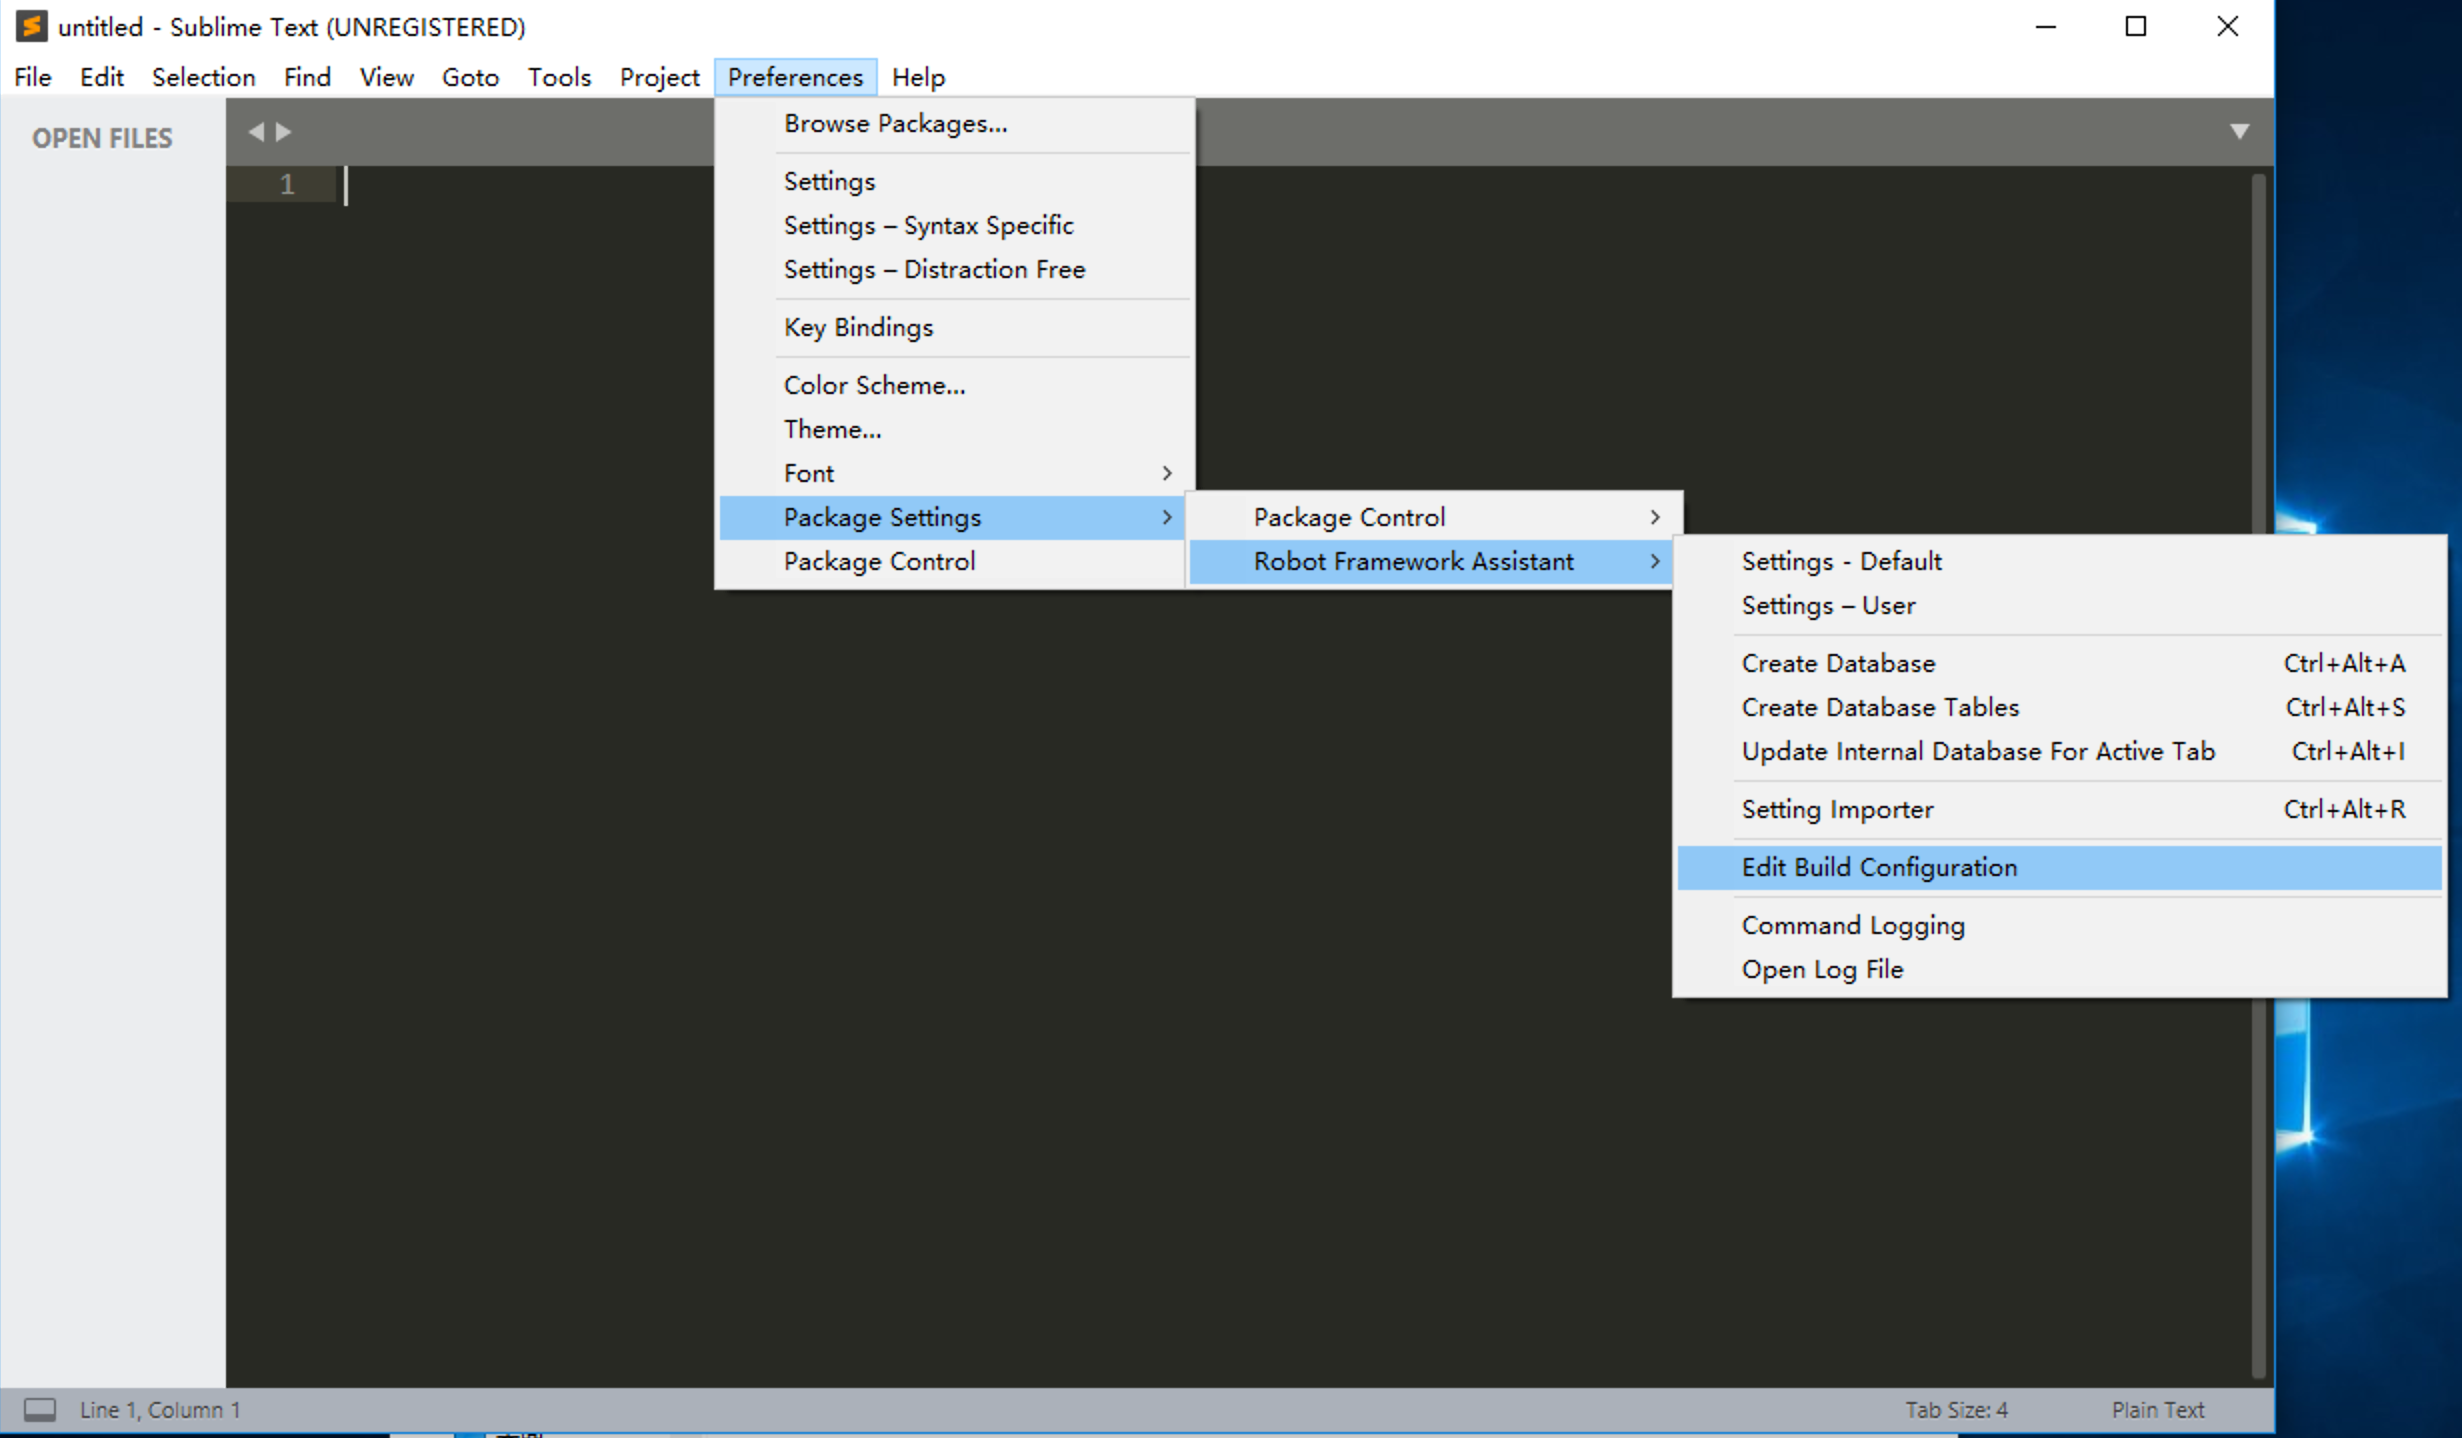 untitled - Sublime Text (UNREGISTERED)
File Edit Selection Find View Goto Tools Project Preferences Help
OPEN FILES
1
Browse Packages...
Settings
Settings – Syntax Specific
Settings – Distraction Free
Key Bindings
Color Scheme...
Theme...
Font
Package Settings
Package Control
Package Control
Robot Framework Assistant
Settings - Default
Settings – User
Create Database Ctrl+Alt+A
Create Database Tables Ctrl+Alt+S
Update Internal Database For Active Tab Ctrl+Alt+I
Setting Importer Ctrl+Alt+R
Edit Build Configuration
Command Logging
Open Log File
Line 1, Column 1 Tab Size: 4 Plain Text